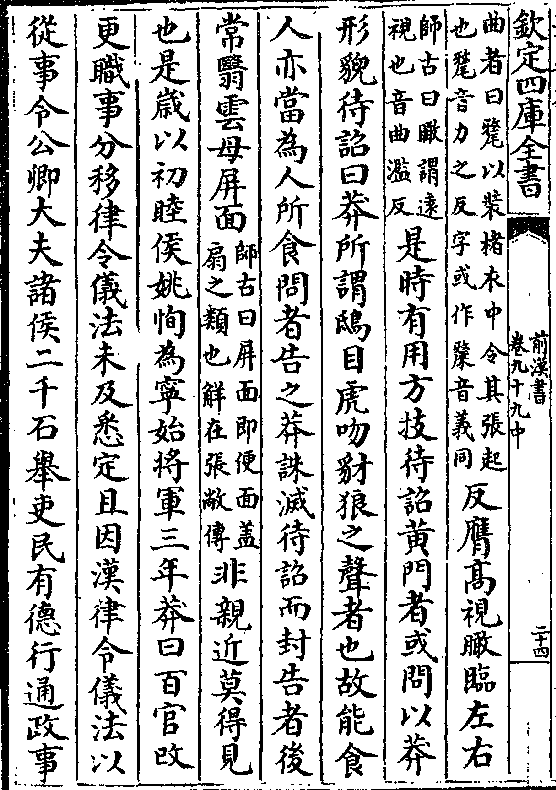 欽定四庫全書
前漢書
卷九十九中
二十四
曲者曰氂以裝褚衣中令其張起
也氂音力之反字或作斄音義同
反膺髙視瞰臨左右
師古曰瞰謂逺
視也音曲濫反
是時有用方技待詔黄門者或問以莽
形貌待詔曰莽所謂鴟目虎吻豺狼之聲者也故能食
人亦當為人所食問者告之莽誅滅待詔而封告者後
常翳雲母屏面
師古曰屏面即便面蓋
扇之類也解在張敞傳
非親近莫得見
也是嵗以初睦侯姚恂為寧始将軍三年莽曰百官改
更職事分移律令儀法未及悉定且因漢律令儀法以
從事令公卿大夫諸侯二千石舉吏民有德行通政事